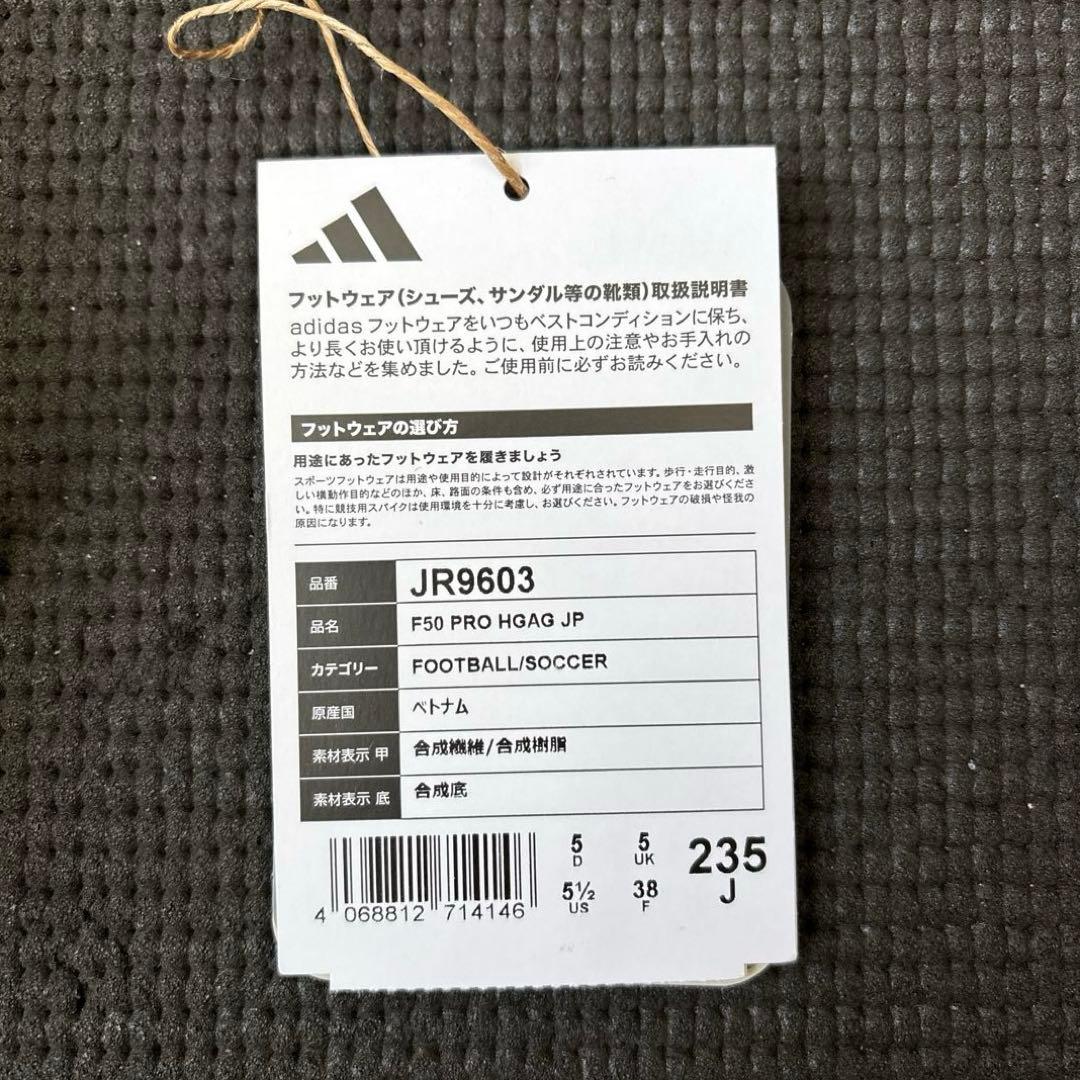 フットウェア(シューズ、サンダル等の靴類)取扱説明書
adidas フットウェアをいつもベストコンディションに保ち、
より長くお使い頂けるように、使用上の注意やお手入れの
方法などを集めました。ご使用前に必ずお読みください。
フットウェアの選び方
用途にあったフットウェアを履きましょう
スポーツフットウェアは用途や使用目的によって設計がそれぞれされています。歩行・走行目的、激
しい横動作目的などのほか、床、路面の条件も含め、必ず用途に合ったフットウェアをお選びくださ
い。特に競技用スパイクは使用環境を十分に考慮し、お選びください。フットウェアの破損や怪我の
原因になります。
品番 JR9603
品名 F50 PRO HGAG JP
カテゴリー FOOTBALL/SOCCER
原産国 ベトナム
素材表示 甲 合成繊維/合成樹脂
素材表示 底 合成底
5 5 235
D UK J
5½ 38
US F
4 068812 714146